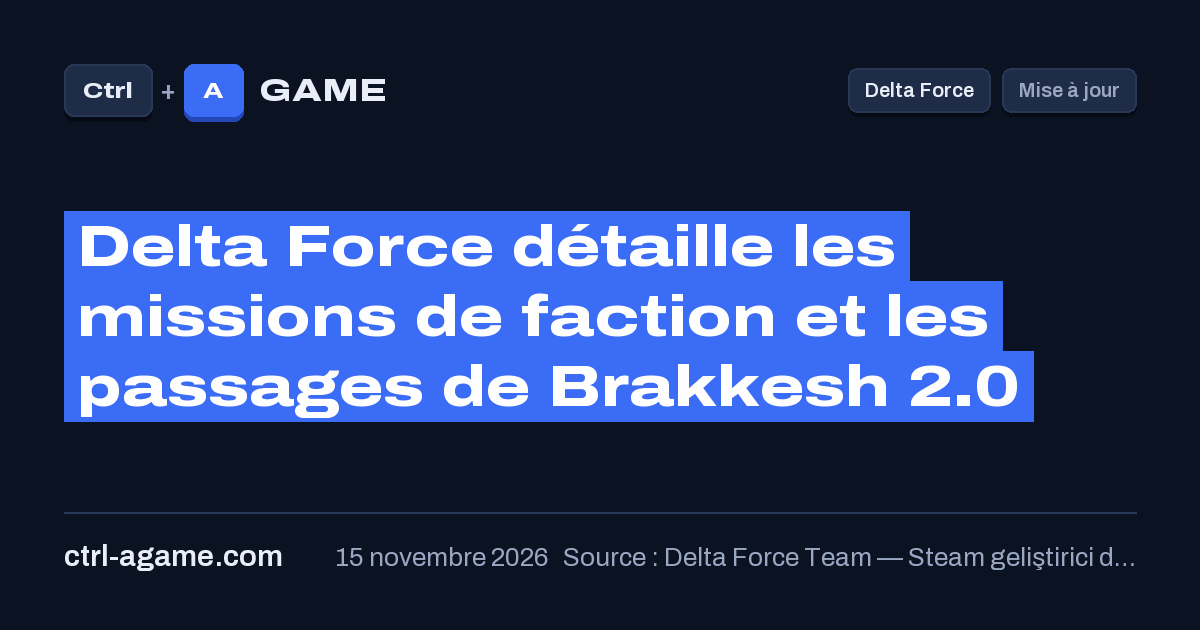 Ctrl + A GAME
Delta Force
Mise à jour
Delta Force détaille les
missions de faction et les
passages de Brakkesh 2.0
ctrl-agame.com
15 novembre 2026 Source : Delta Force Team — Steam geliştirici d…